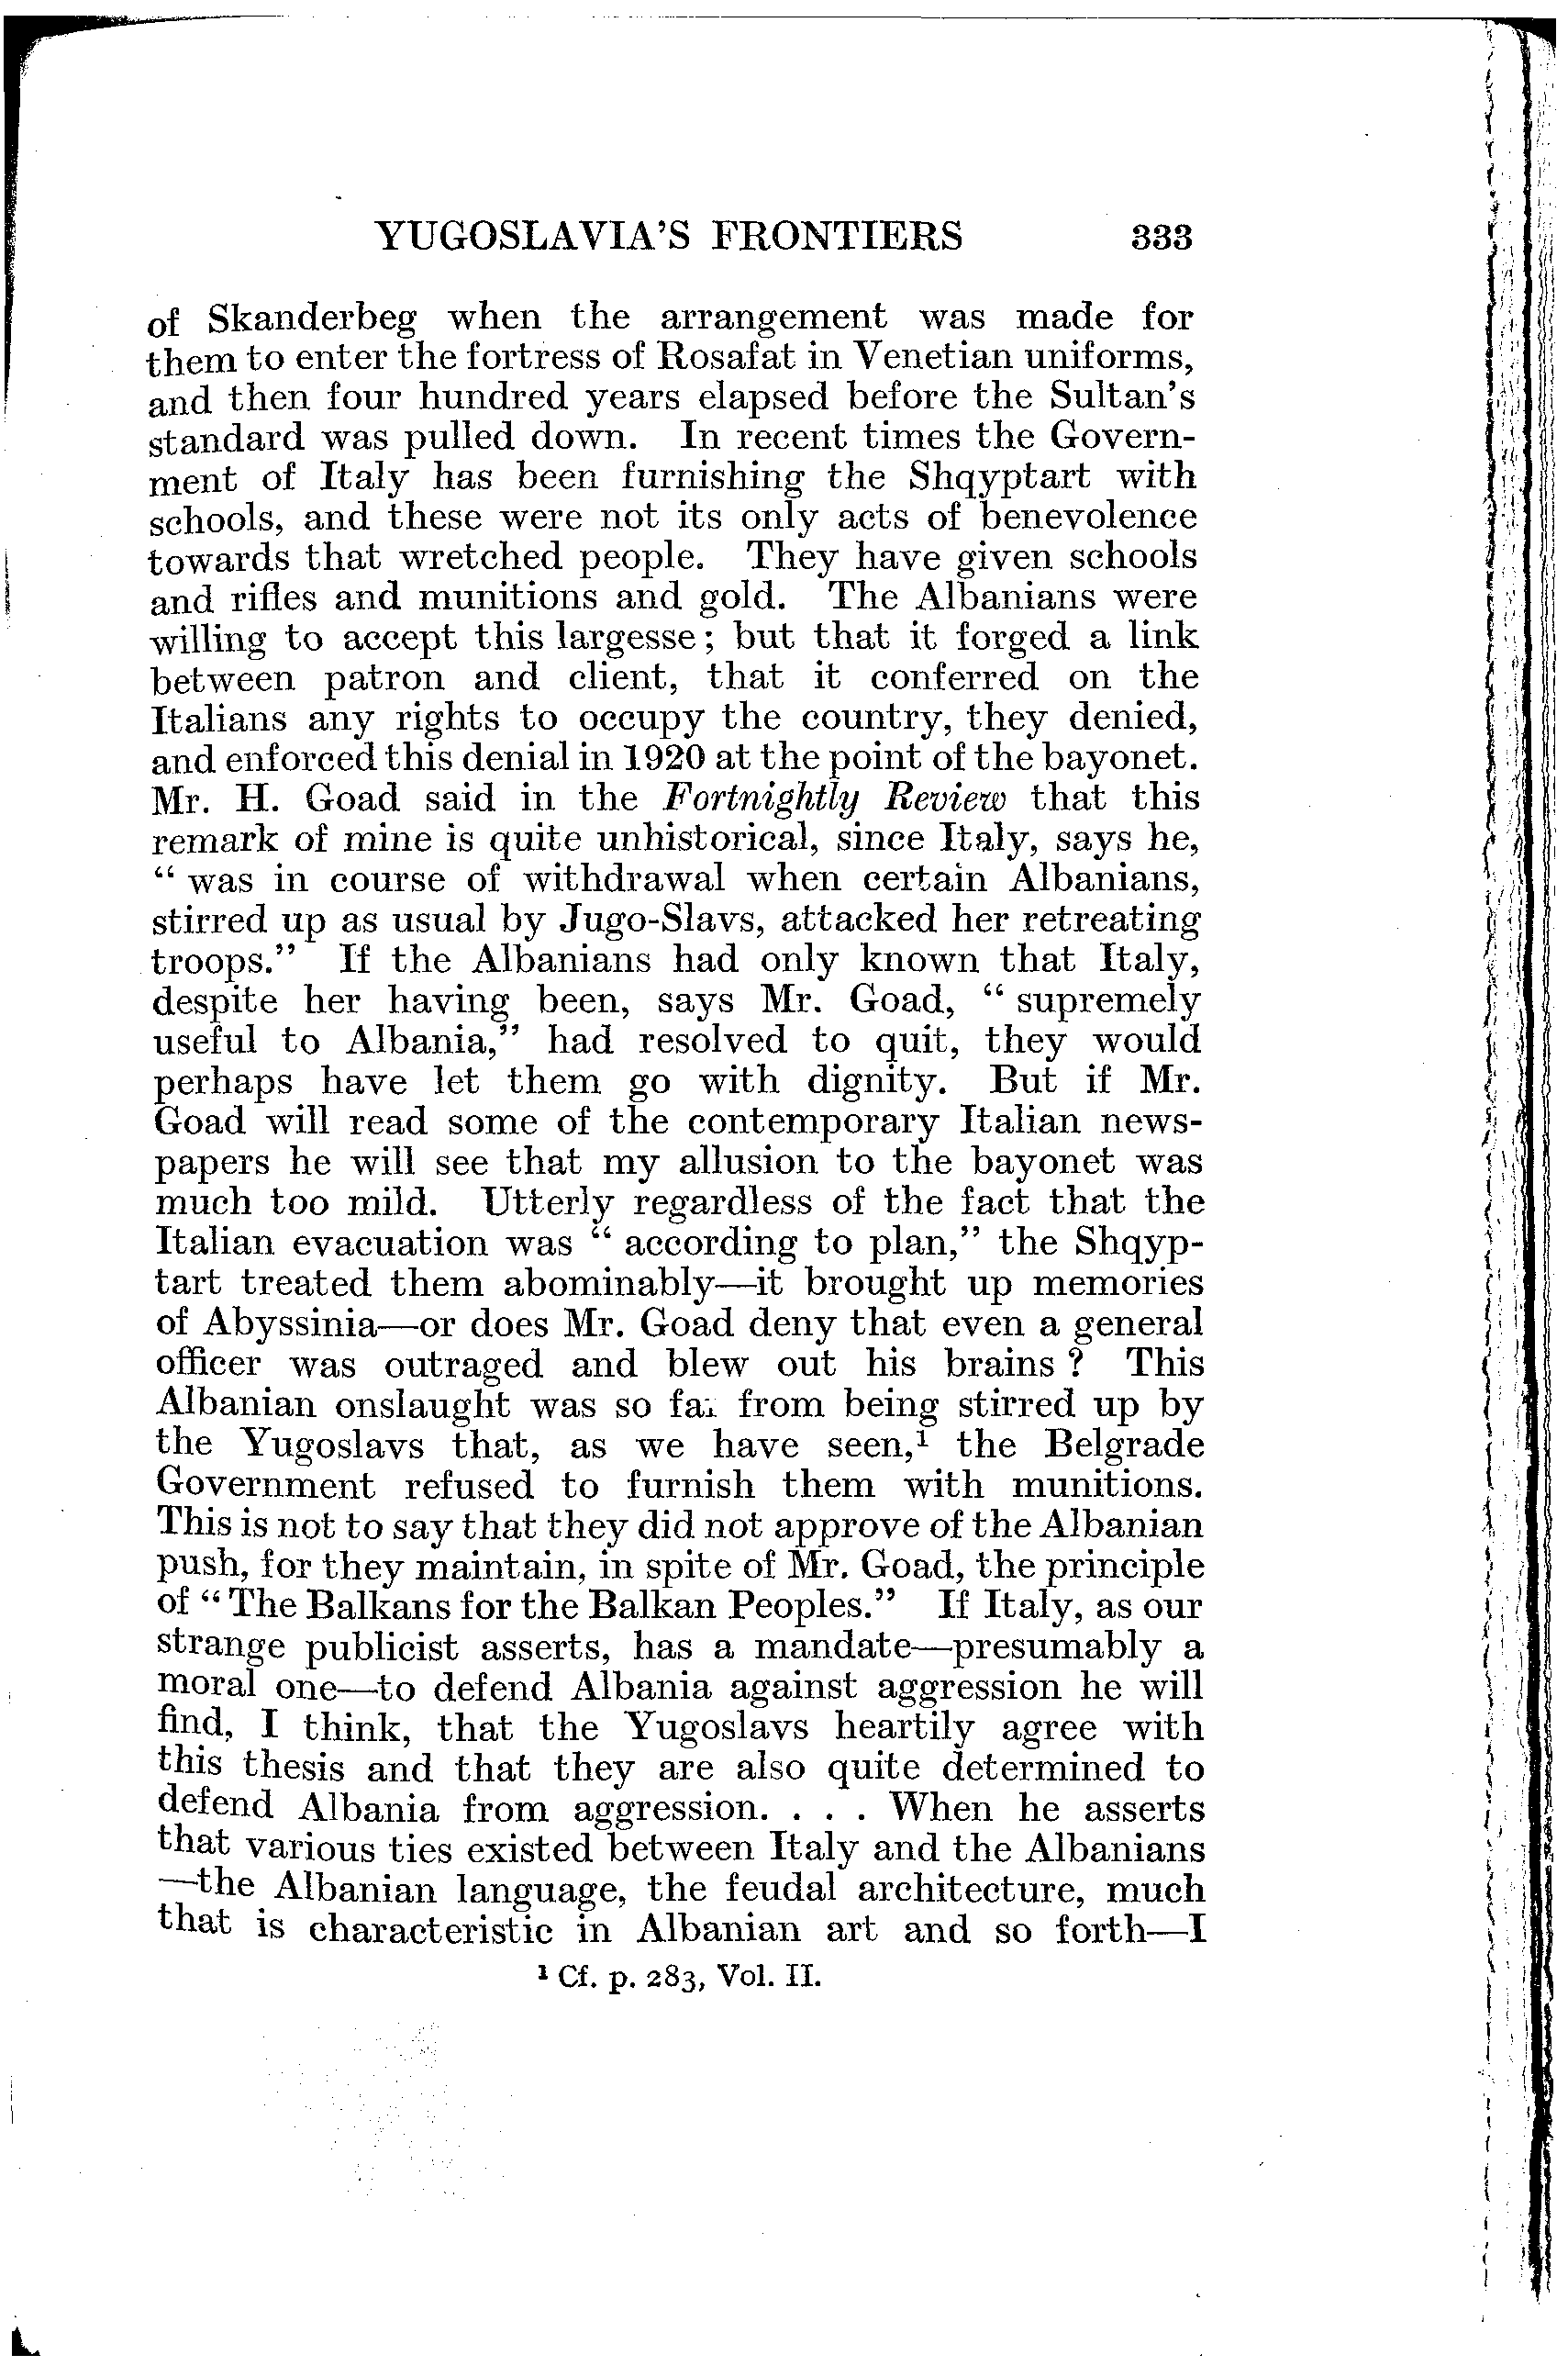 YUGOSLAVIA'S FRONTIERS 333
of Skanderbeg when the arrangement was made for
them to enter the fortress of Rosafat in Venetian uniforms,
and then four hundred years elapsed before the Sultan's
standard was pulled down. In recent times the Govern-
ment of Italy has been furnishing the Shqyptart with
schools, and these were not its only acts of benevolence
towards that wretched people. They have given schools
and rifles and munitions and gold. The Albanians were
willing to accept this largesse; but that it forged a link
between patron and client, that it conferred on the
Italians any rights to occupy the country, they denied,
and enforced this denial in 1920 at the point of the bayonet.
Mr. H. Goad said in the Fortnightly Review that this
remark of mine is quite unhistorical, since Italy, says he,
" was in course of withdrawal when certain Albanians,
stirred up as usual by Jugo-Slavs, attacked her retreating
troops." If the Albanians had only known that Italy,
despite her having been, says Mr. Goad, " supremely
useful to Albania," had resolved to quit, they would
perhaps have let them go with dignity. But if Mr.
Goad will read some of the contemporary Italian news-
papers he will see that my allusion to the bayonet was
much too mild. Utterly regardless of the fact that the
Italian evacuation was " according to plan," the Shqyp-
tart treated them abominably—it brought up memories
of Abyssinia—or does Mr. Goad deny that even a general
officer was outraged and blew out his brains ? This
Albanian onslaught was so far from being stirred up by
the Yugoslavs that, as we have seen,¹ the Belgrade
Government refused to furnish them with munitions.
This is not to say that they did not approve of the Albanian
push, for they maintain, in spite of Mr. Goad, the principle
of " The Balkans for the Balkan Peoples." If Italy, as our
strange publicist asserts, has a mandate—presumably a
moral one—to defend Albania against aggression he will
find, I think, that the Yugoslavs heartily agree with
this thesis and that they are also quite determined to
defend Albania from aggression. . . . When he asserts
that various ties existed between Italy and the Albanians
—the Albanian language, the feudal architecture, much
that is characteristic in Albanian art and so forth—I
¹ Cf. p. 283, Vol. II.